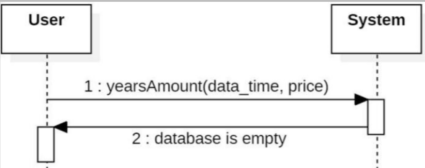 User
System
1 : yearsAmount(data_time, price)
2 : database is empty